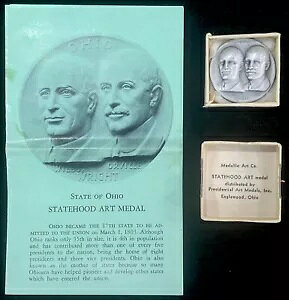 OHIO
WILBUR ORVILLE
WRIGHT
STATE OF OHIO
STATEHOOD ART MEDAL
OHIO BECAME THE 17TH STATE TO BE AD-
MITTED TO THE UNION on March 1, 1803. Although
Ohio ranks only 35th in size, it is 4th in population
and has contributed more than one of every five
presidents to the nation, being the home of eight
presidents and three vice presidents. Ohio is also
known as the mother of states because so many
Ohioans have helped pioneer and develop other states
which have entered the union.
Medallic Art Co.
STATEHOOD ART medal
distributed by
Presidential Art Medals, Inc.
Englewood, Ohio